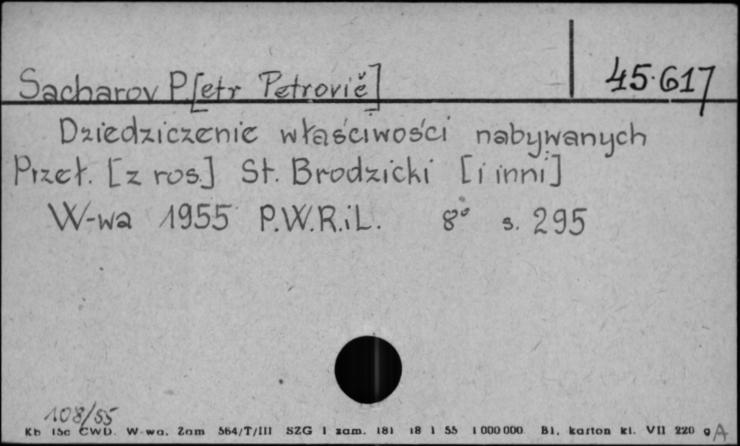 Sacharov P[etr Petrovič] 45.617
Dziedziczenie właściwości nabywanych
Przeł. [z ros.] St. Brodzicki [i inni]
W-wa 1955 P.W.R.iL. 8° s. 295
108/55
Kb 15c CWD. W-wa. Zam 564/T/III SZG 1 zam. 181 18 1 55 1 000 000. Bl. karton kl. VII 220 g A